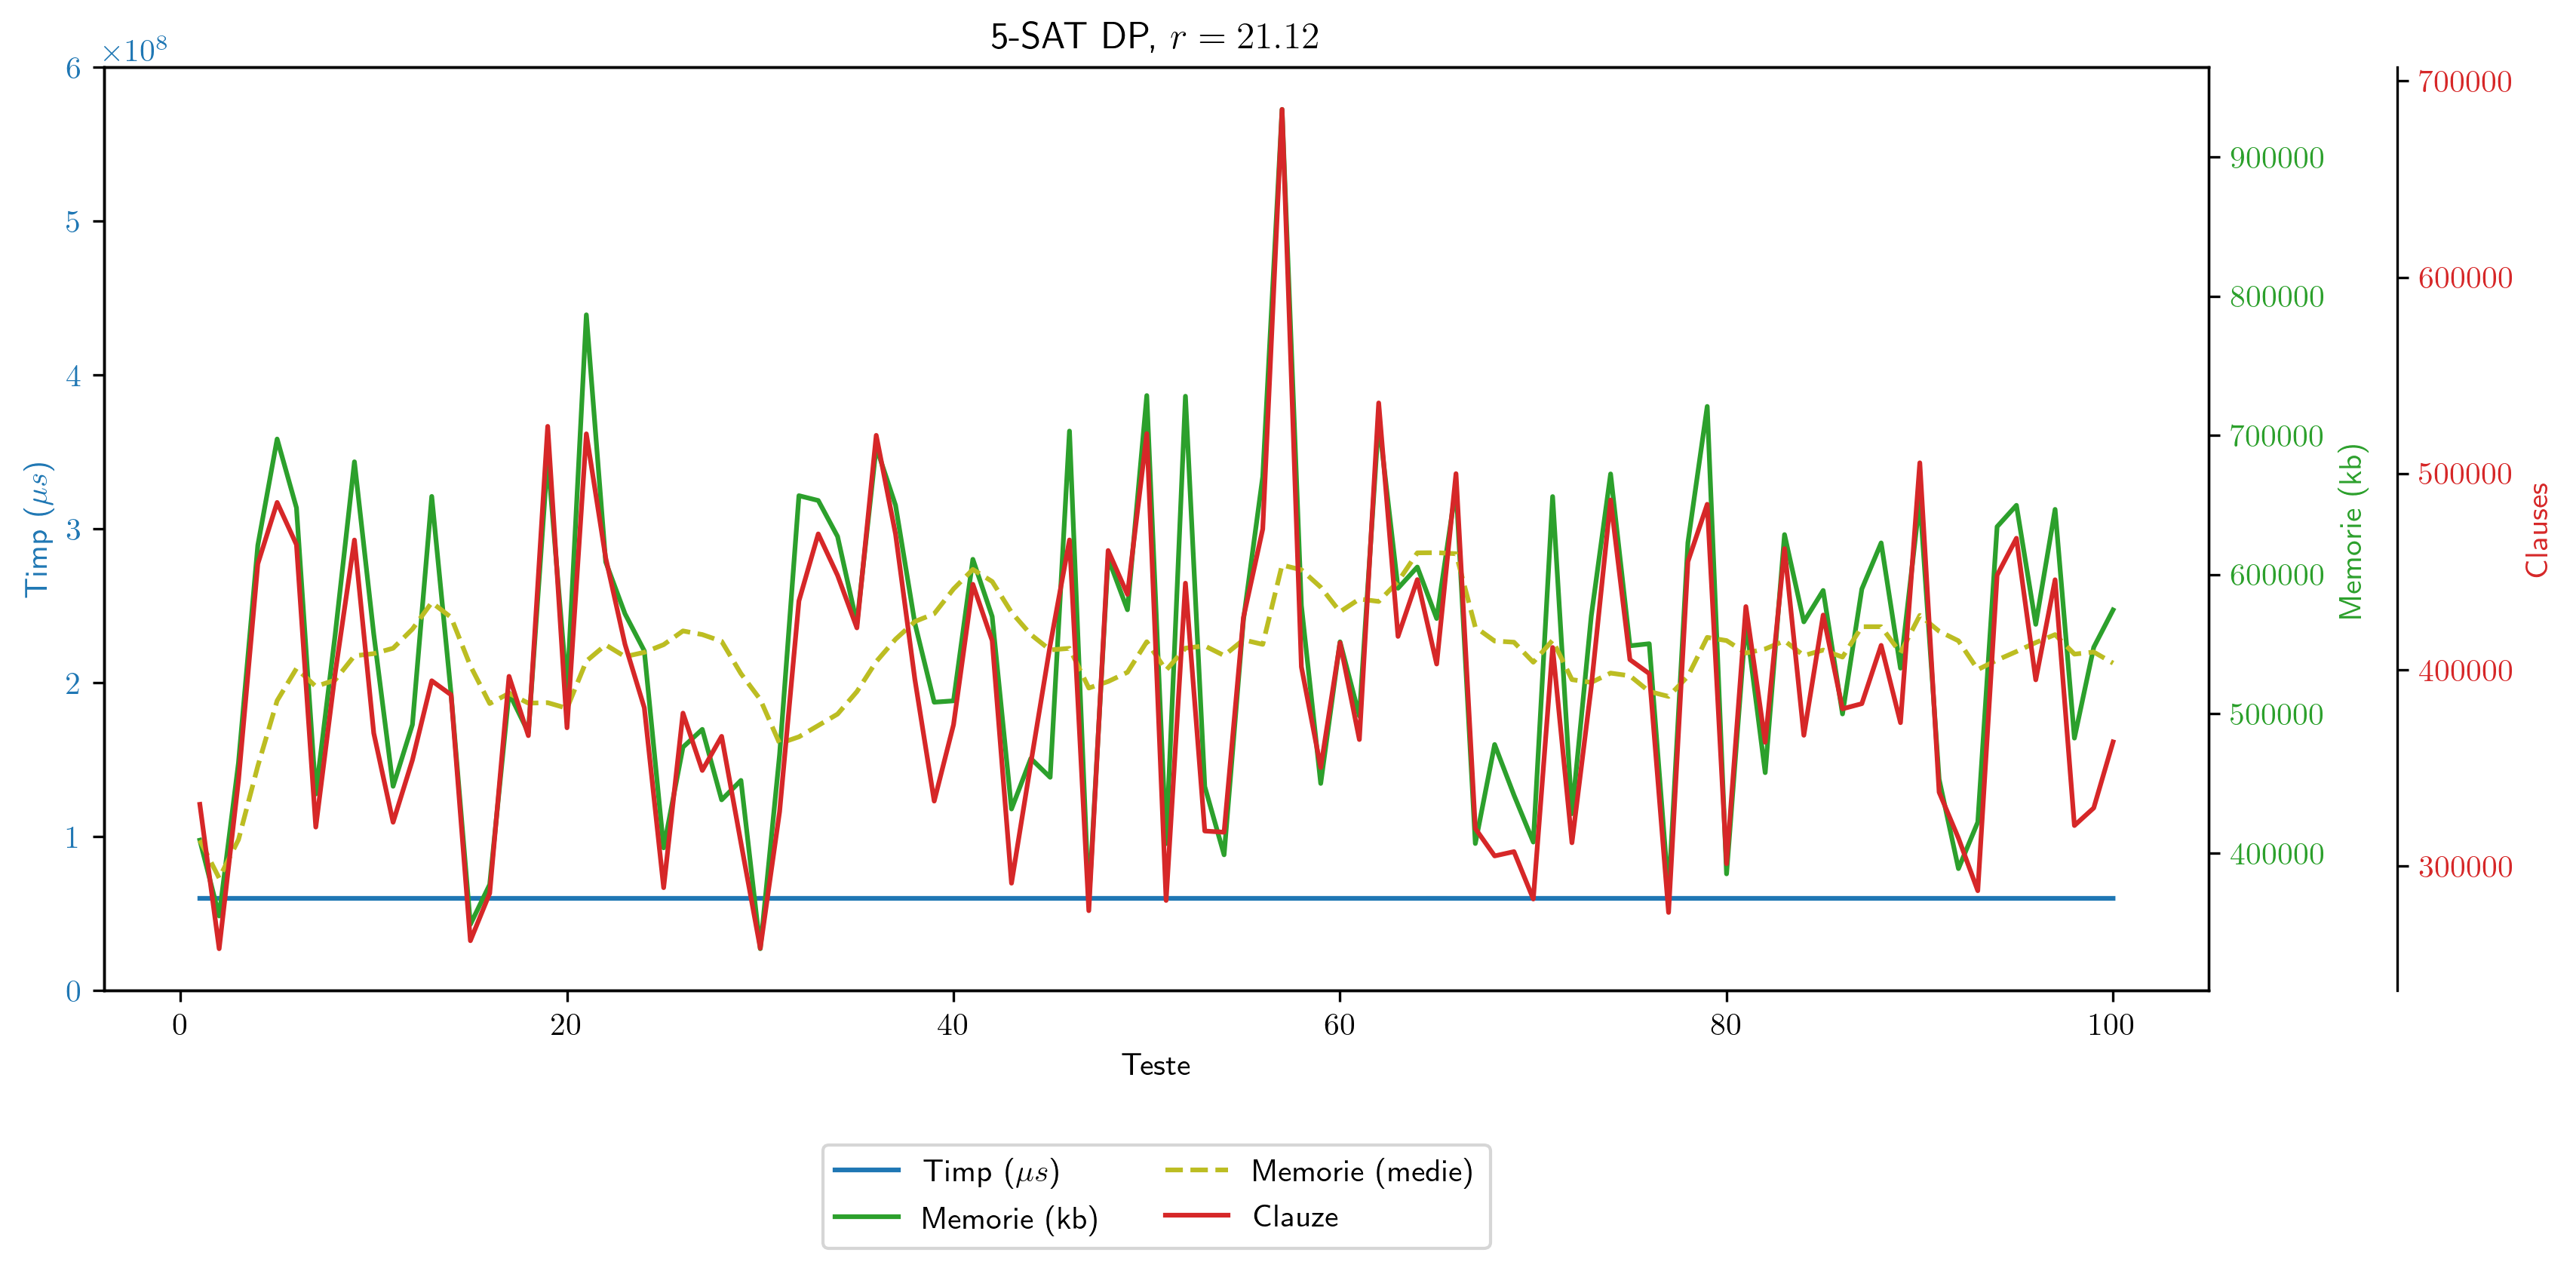 5-SAT DP, r = 21.12
×10⁸
6
5
4
3
2
1
0
Timp (μs)
0 20 40 60 80 100
Teste
900000
800000
700000
600000
500000
400000
Memorie (kb)
700000
600000
500000
400000
300000
Clauses
Timp (μs) Memorie (medie)
Memorie (kb) Clauze